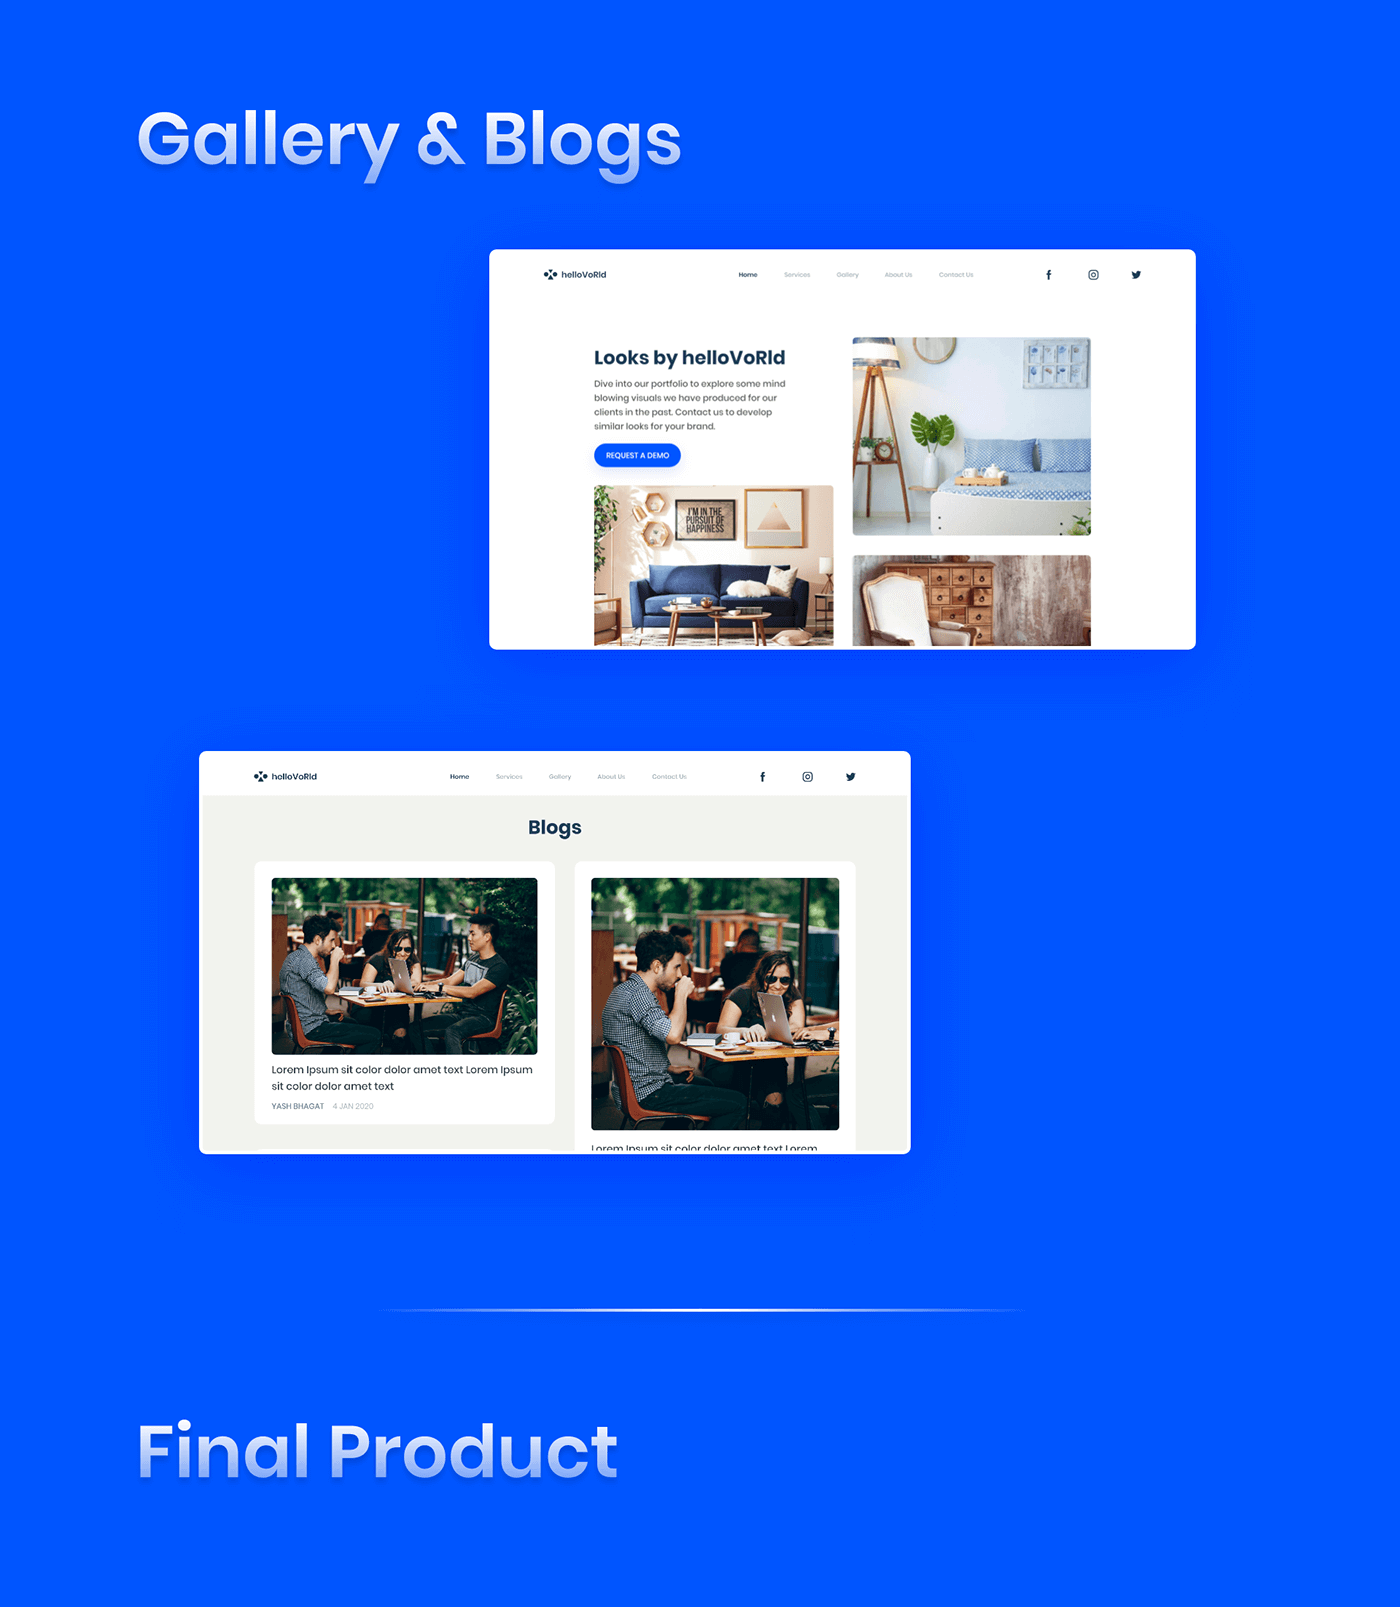 Gallery & Blogs
helloVoRld
Home Services Gallery About Us Contact Us
Looks by helloVoRld
Dive into our portfolio to explore some mind
blowing visuals we have produced for our
clients in the past. Contact us to develop
similar looks for your brand.
REQUEST A DEMO
I'M IN THE
PURSUIT OF
HAPPINESS
helloVoRld
Home Services Gallery About Us Contact Us
Blogs
Lorem Ipsum sit color dolor amet text Lorem Ipsum
sit color dolor amet text
YASH BHAGAT 4 JAN 2020
Lorem Ipsum sit color dolor amet text Lorem
Final Product